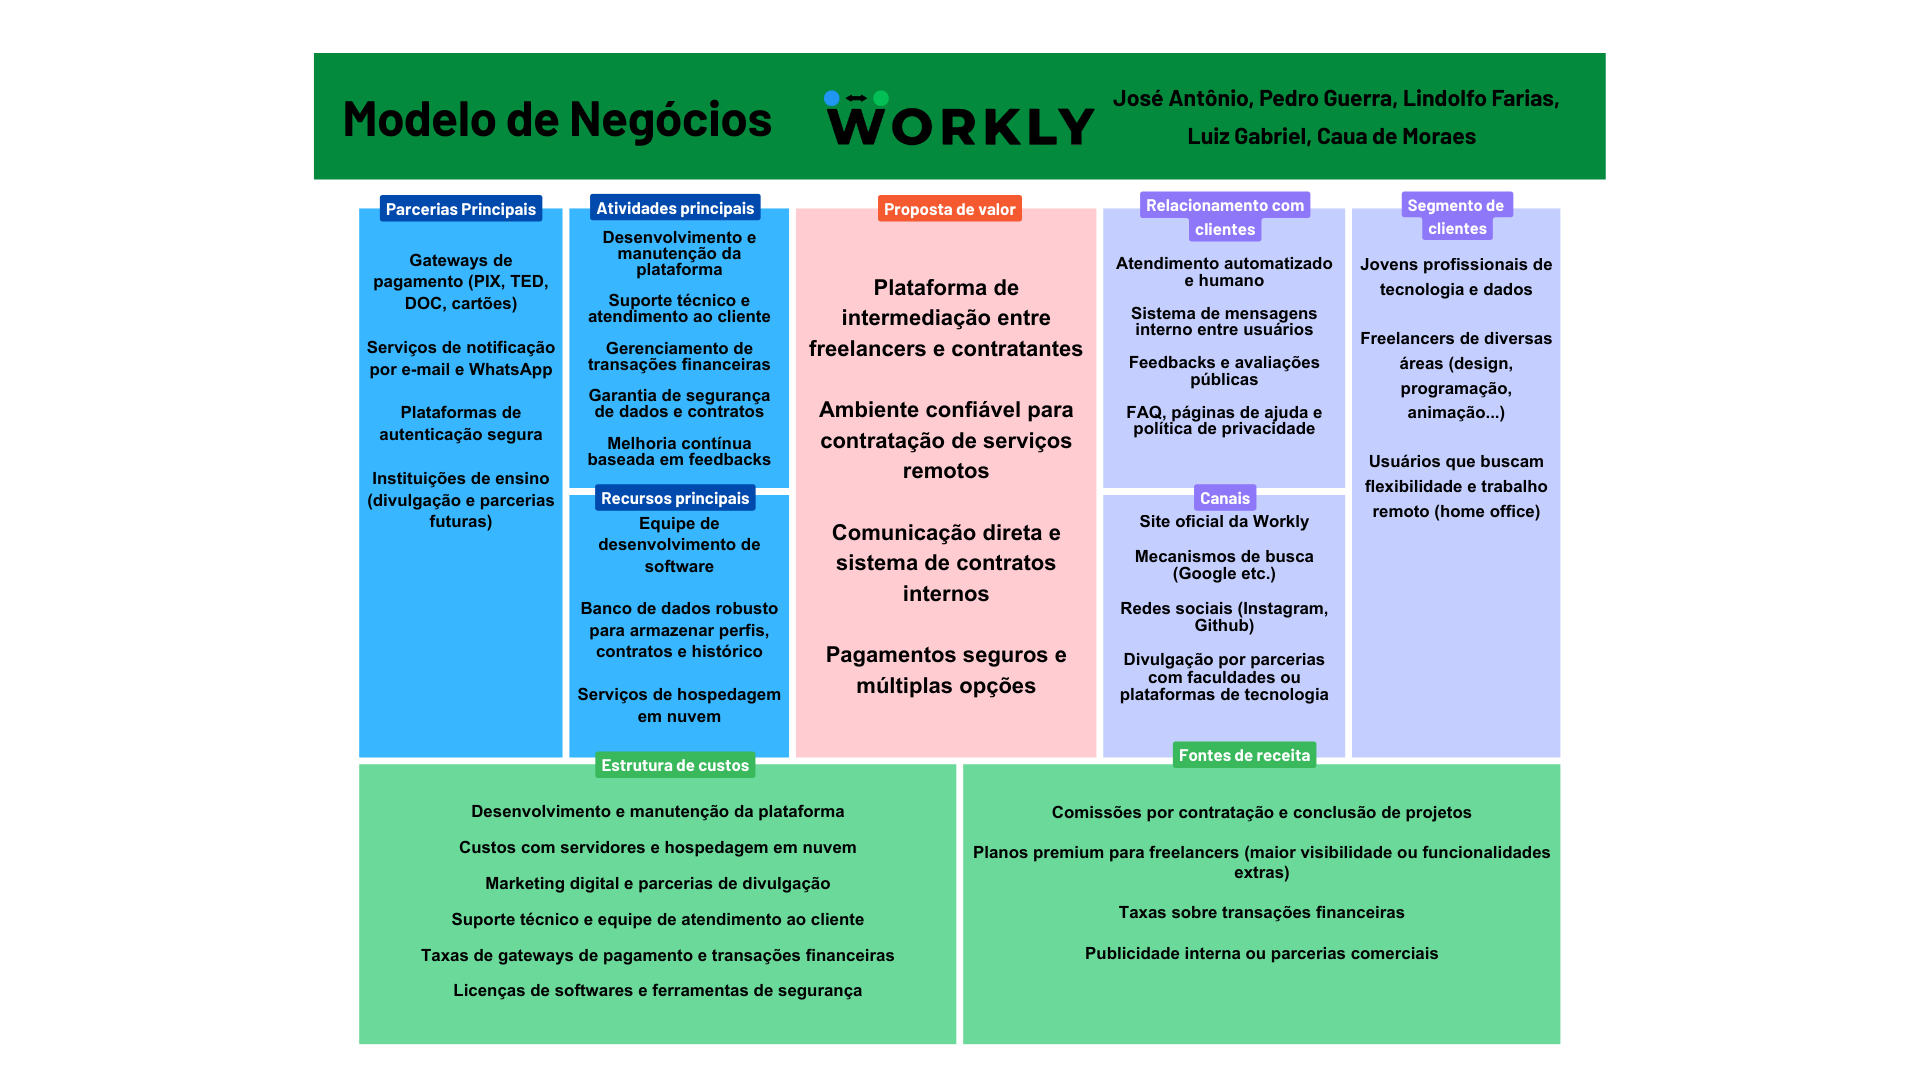 Modelo de Negócios
WORKLY
José Antônio, Pedro Guerra, Lindolfo Farias,
Luiz Gabriel, Caua de Moraes
Parcerias Principais
Gateways de
pagamento (PIX, TED,
DOC, cartões)
Serviços de notificação
por e-mail e WhatsApp
Plataformas de
autenticação segura
Instituições de ensino
(divulgação e parcerias
futuras)
Atividades principais
Desenvolvimento e
manutenção da
plataforma
Suporte técnico e
atendimento ao cliente
Gerenciamento de
transações financeiras
Garantia de segurança
de dados e contratos
Melhoria contínua
baseada em feedbacks
Recursos principais
Equipe de
desenvolvimento de
software
Banco de dados robusto
para armazenar perfis,
contratos e histórico
Serviços de hospedagem
em nuvem
Proposta de valor
Plataforma de
intermediação entre
freelancers e contratantes
Ambiente confiável para
contratação de serviços
remotos
Comunicação direta e
sistema de contratos
internos
Pagamentos seguros e
múltiplas opções
Relacionamento com
clientes
Atendimento automatizado
e humano
Sistema de mensagens
interno entre usuários
Feedbacks e avaliações
públicas
FAQ, páginas de ajuda e
política de privacidade
Canais
Site oficial da Workly
Mecanismos de busca
(Google etc.)
Redes sociais (Instagram,
Github)
Divulgação por parcerias
com faculdades ou
plataformas de tecnologia
Segmento de
clientes
Jovens profissionais de
tecnologia e dados
Freelancers de diversas
áreas (design,
programação,
animação...)
Usuários que buscam
flexibilidade e trabalho
remoto (home office)
Estrutura de custos
Desenvolvimento e manutenção da plataforma
Custos com servidores e hospedagem em nuvem
Marketing digital e parcerias de divulgação
Suporte técnico e equipe de atendimento ao cliente
Taxas de gateways de pagamento e transações financeiras
Licenças de softwares e ferramentas de segurança
Fontes de receita
Comissões por contratação e conclusão de projetos
Planos premium para freelancers (maior visibilidade ou funcionalidades
extras)
Taxas sobre transações financeiras
Publicidade interna ou parcerias comerciais